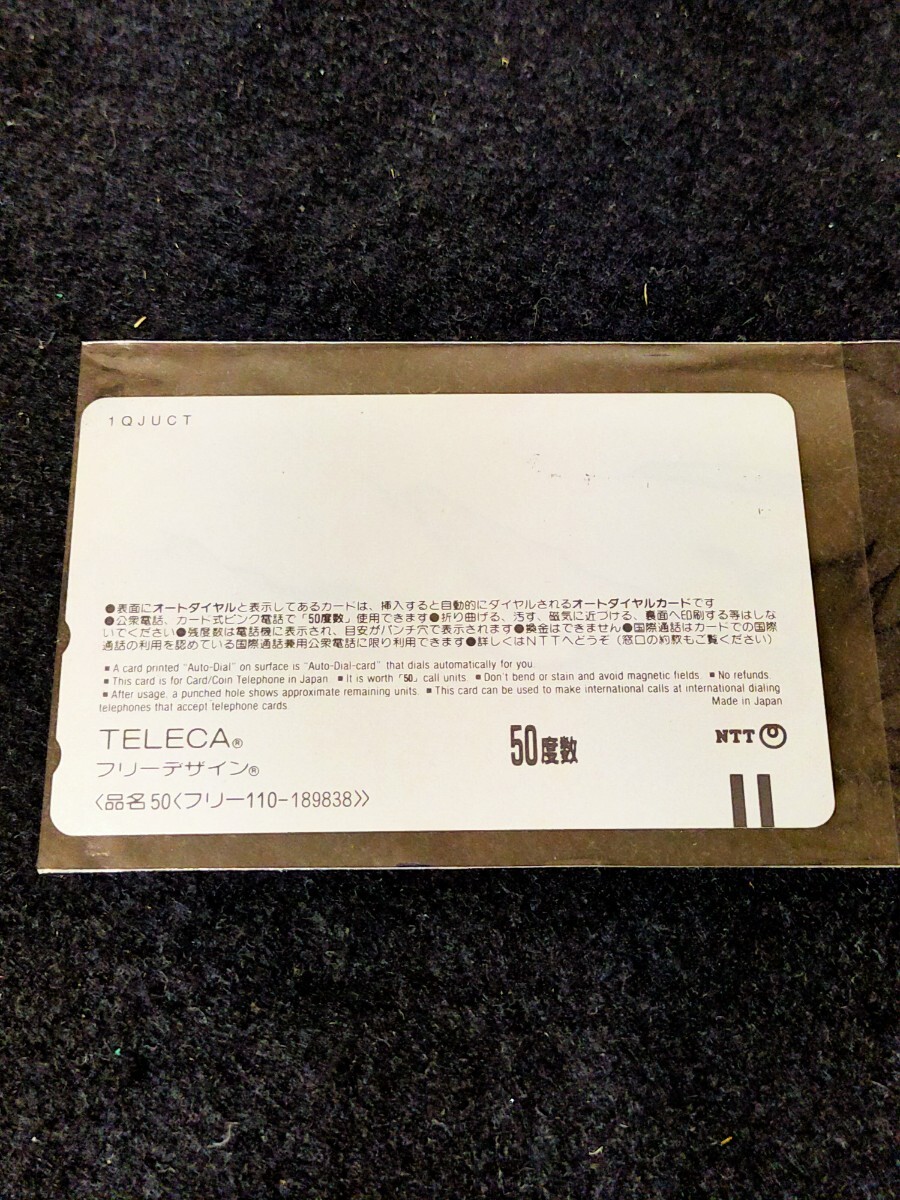 1QJUCT
●表面にオートダイヤルと表示してあるカードは、挿入すると自動的にダイヤルされるオートダイヤルカードです
●公衆電話、カード式ピンク電話で「50度数」使用できます●折り曲げる、汚す、磁気に近づける、裏面へ印刷する等はしな
いでください●残度数は電話機に表示され、目安がパンチ穴で表示されます●換金はできません●国際通話はカードでの国際
通話の利用を認めている国際通話兼用公衆電話に限り利用できます●詳しくはNTTへどうぞ(窓口の約款もご覧ください)
■ A card printed "Auto-Dial" on surface is "Auto-Dial-card" that dials automatically for you.
■ This card is for Card/Coin Telephone in Japan. ■ It is worth「50」call units. ■ Don't bend or stain and avoid magnetic fields. ■ No refunds.
■ After usage, a punched hole shows approximate remaining units. ■ This card can be used to make international calls at international dialing
telephones that accept telephone cards.
Made in Japan
TELECA®
50度数
NTT
フリーデザイン®
〈品名50〈フリー110-189838〉〉